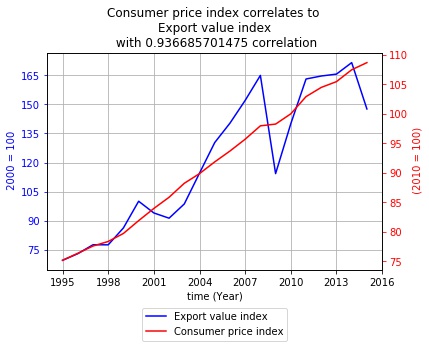 Consumer price index correlates to
Export value index
with 0.936685701475 correlation
2000 = 100
165
150
135
120
105
90
75
110
105
100
95
90
85
80
75
(2010 = 100)
1995 1998 2001 2004 2007 2010 2013 2016
time (Year)
Export value index
Consumer price index